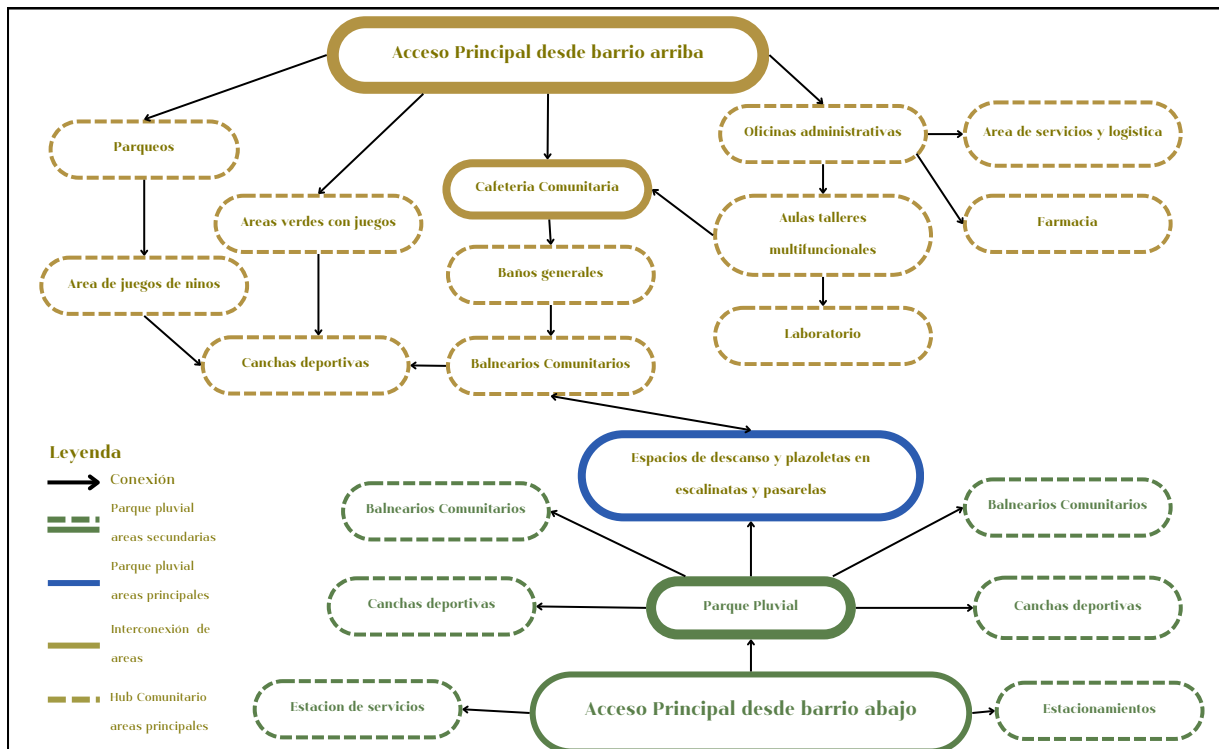 Acceso Principal desde barrio arriba
Parqueos
Oficinas administrativas
Area de servicios y logistica
Cafeteria Comunitaria
Areas verdes con juegos
Aulas talleres
multifuncionales
Farmacia
Area de juegos de ninos
Baños generales
Laboratorio
Canchas deportivas
Balnearios Comunitarios
Leyenda
Conexión
Parque pluvial
areas secundarias
Parque pluvial
areas principales
Interconexión de
areas
Hub Comunitario
areas principales
Espacios de descanso y plazoletas en
escalinatas y pasarelas
Balnearios Comunitarios
Balnearios Comunitarios
Canchas deportivas
Parque Pluvial
Canchas deportivas
Estacion de servicios
Acceso Principal desde barrio abajo
Estacionamientos